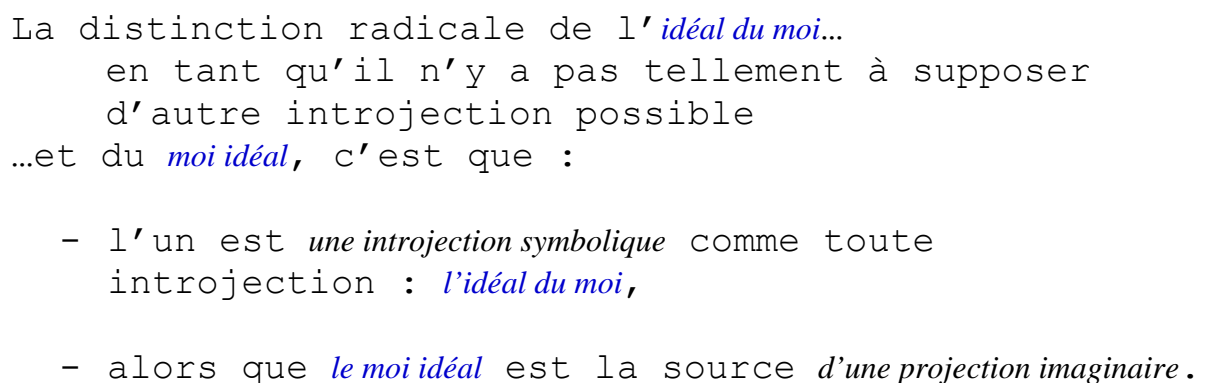 La distinction radicale de l’idéal du moi…
en tant qu’il n’y a pas tellement à supposer
d’autre introjection possible
…et du moi idéal, c’est que :
- l’un est une introjection symbolique comme toute
introjection : l’idéal du moi,
- alors que le moi idéal est la source d’une projection imaginaire.